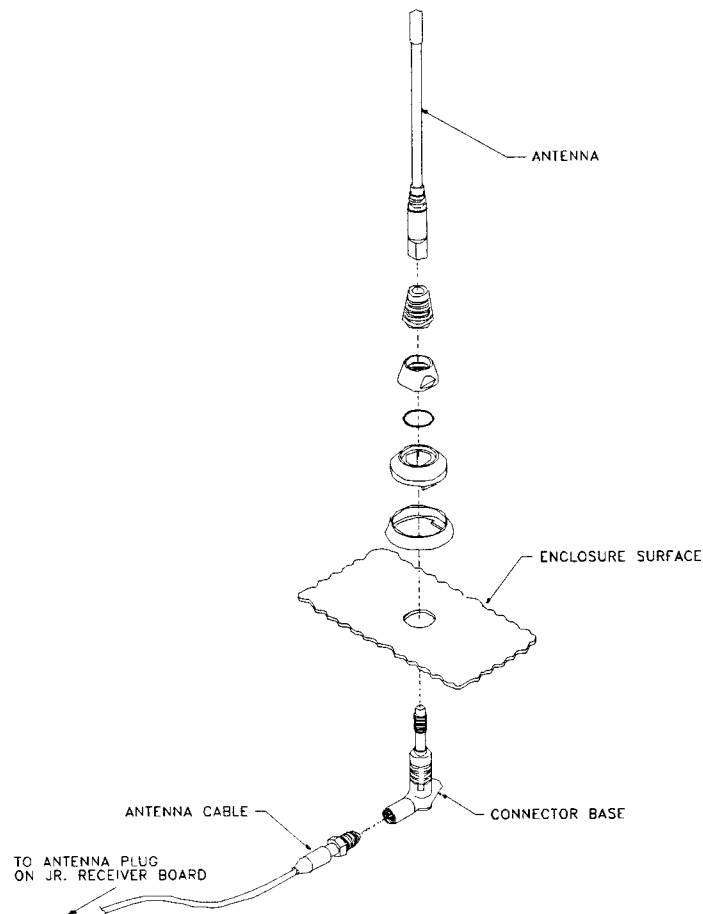 ANTENNA
ENCLOSURE SURFACE
CONNECTOR BASE
ANTENNA CABLE
TO ANTENNA PLUG
ON JR. RECEIVER BOARD